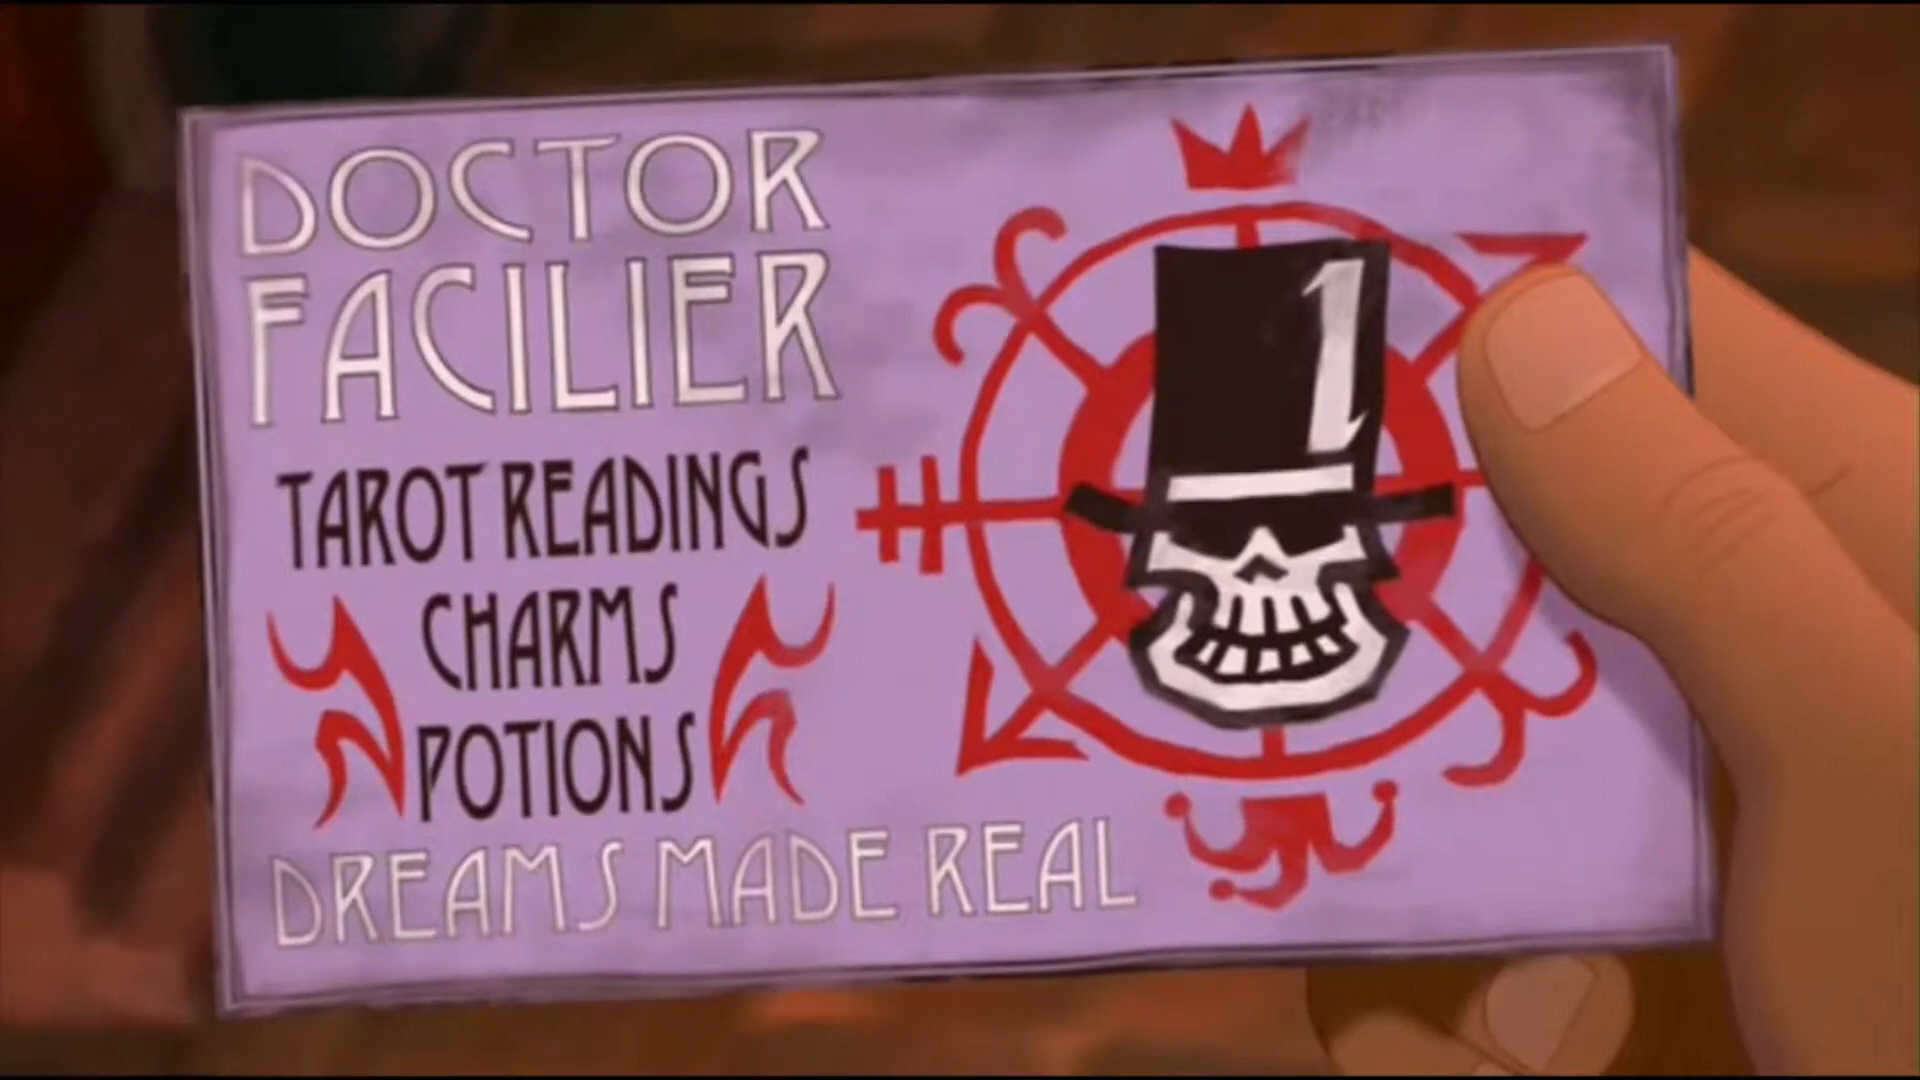 DOCTOR
FACILIER
TAROT READINGS
CHARMS
POTIONS
DREAMS MADE REAL